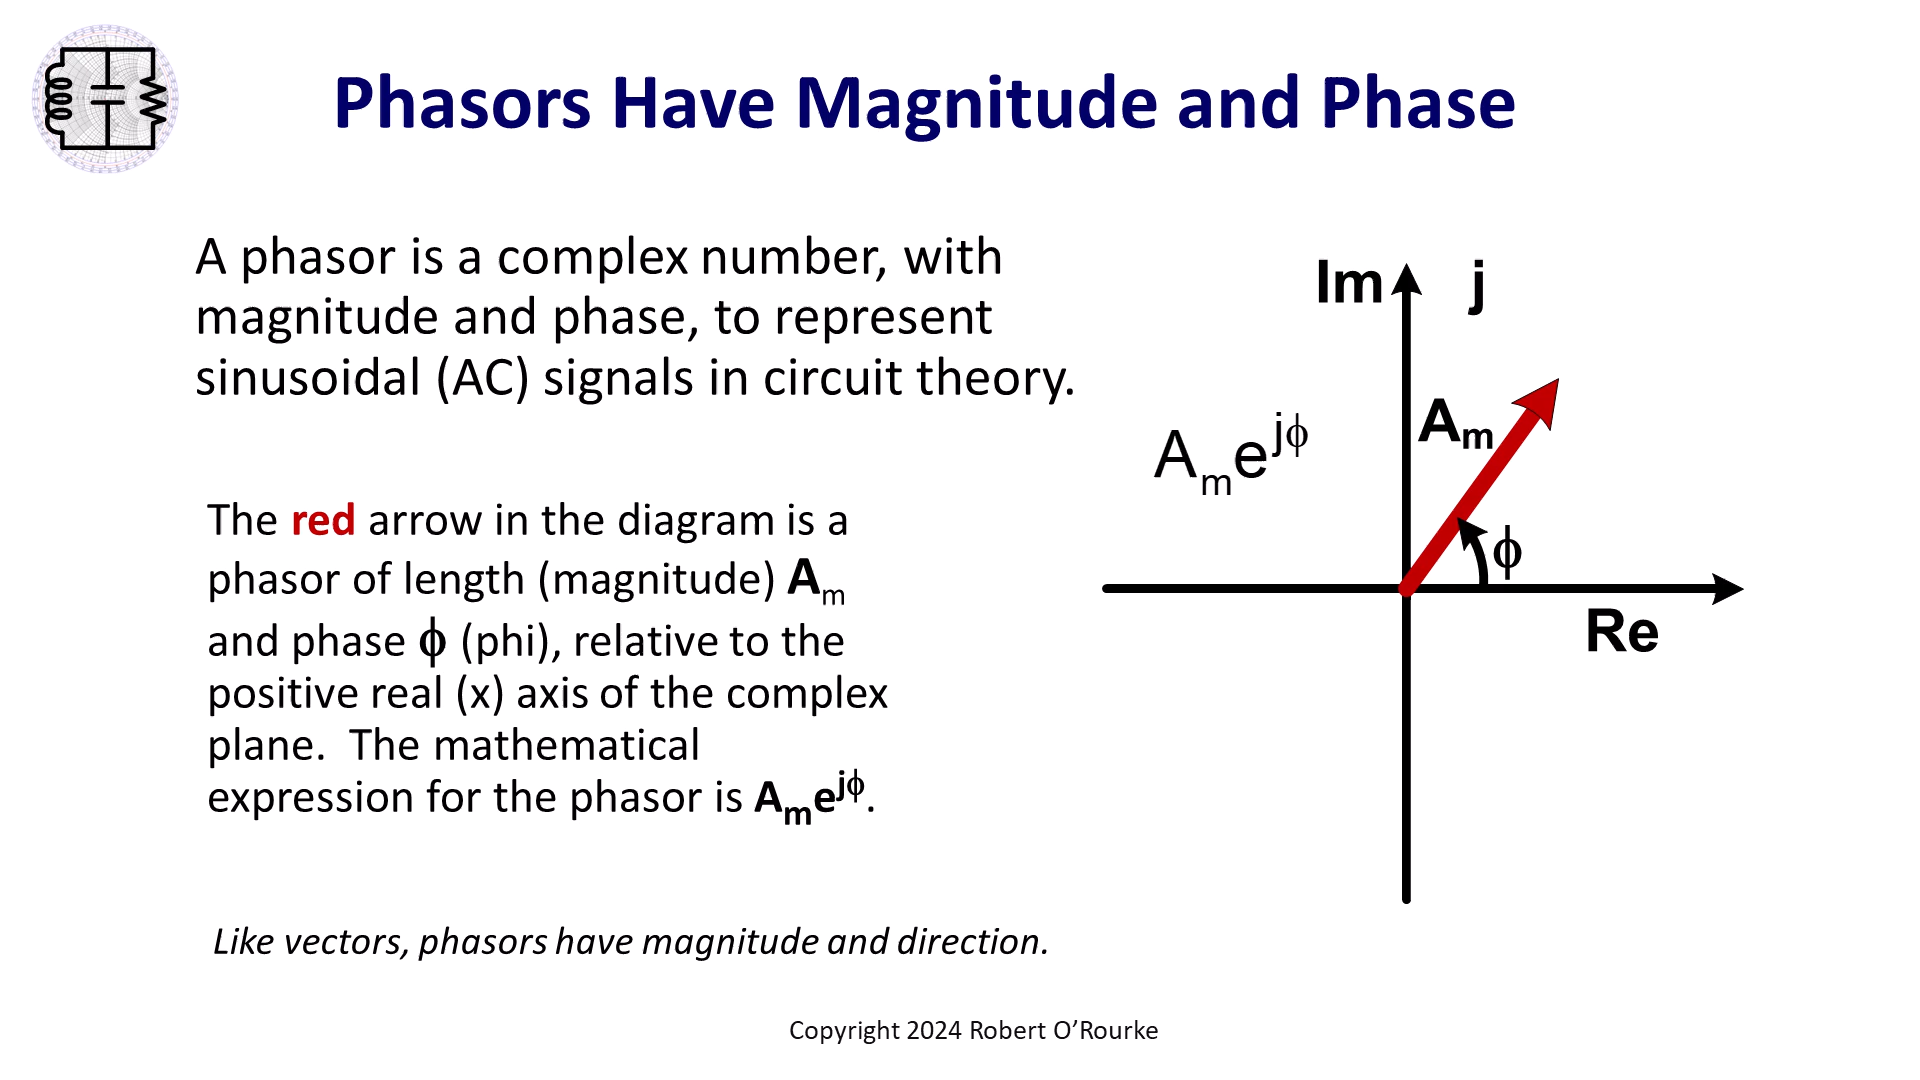 Phasors Have Magnitude and Phase
A phasor is a complex number, with
magnitude and phase, to represent
sinusoidal (AC) signals in circuit theory.
The red arrow in the diagram is a
phasor of length (magnitude) Aₘ
and phase ϕ (phi), relative to the
positive real (x) axis of the complex
plane.  The mathematical
expression for the phasor is Aₘe^jϕ.
Like vectors, phasors have magnitude and direction.
Im
j
Aₘe^jϕ
Aₘ
ϕ
Re
Copyright 2024 Robert O’Rourke